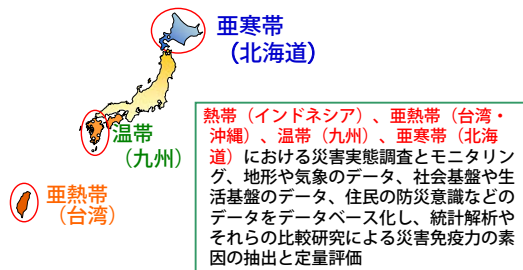 亜寒帯
（北海道）
温帯
（九州）
亜熱帯
（台湾）
熱帯（インドネシア）、亜熱帯（台湾・
沖縄）、温帯（九州）、亜寒帯（北海
道）における災害実態調査とモニタリン
グ、地形や気象のデータ、社会基盤や生
活基盤のデータ、住民の防災意識などの
データをデータベース化し、統計解析や
それらの比較研究による災害免疫力の素
因の抽出と定量評価